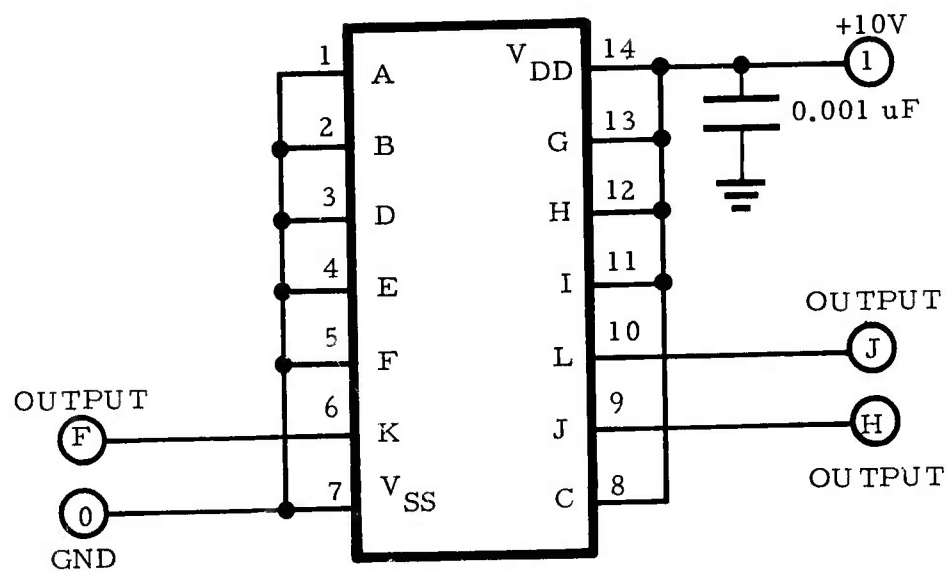 +10V
1
A
V DD
14
1
2
B
G
13
0.001 uF
3
D
H
12
4
E
I
11
OUTPUT
5
F
L
10
J
OUTPUT
F
6
K
J
9
H
0
7
V SS
C
8
OUTPUT
GND